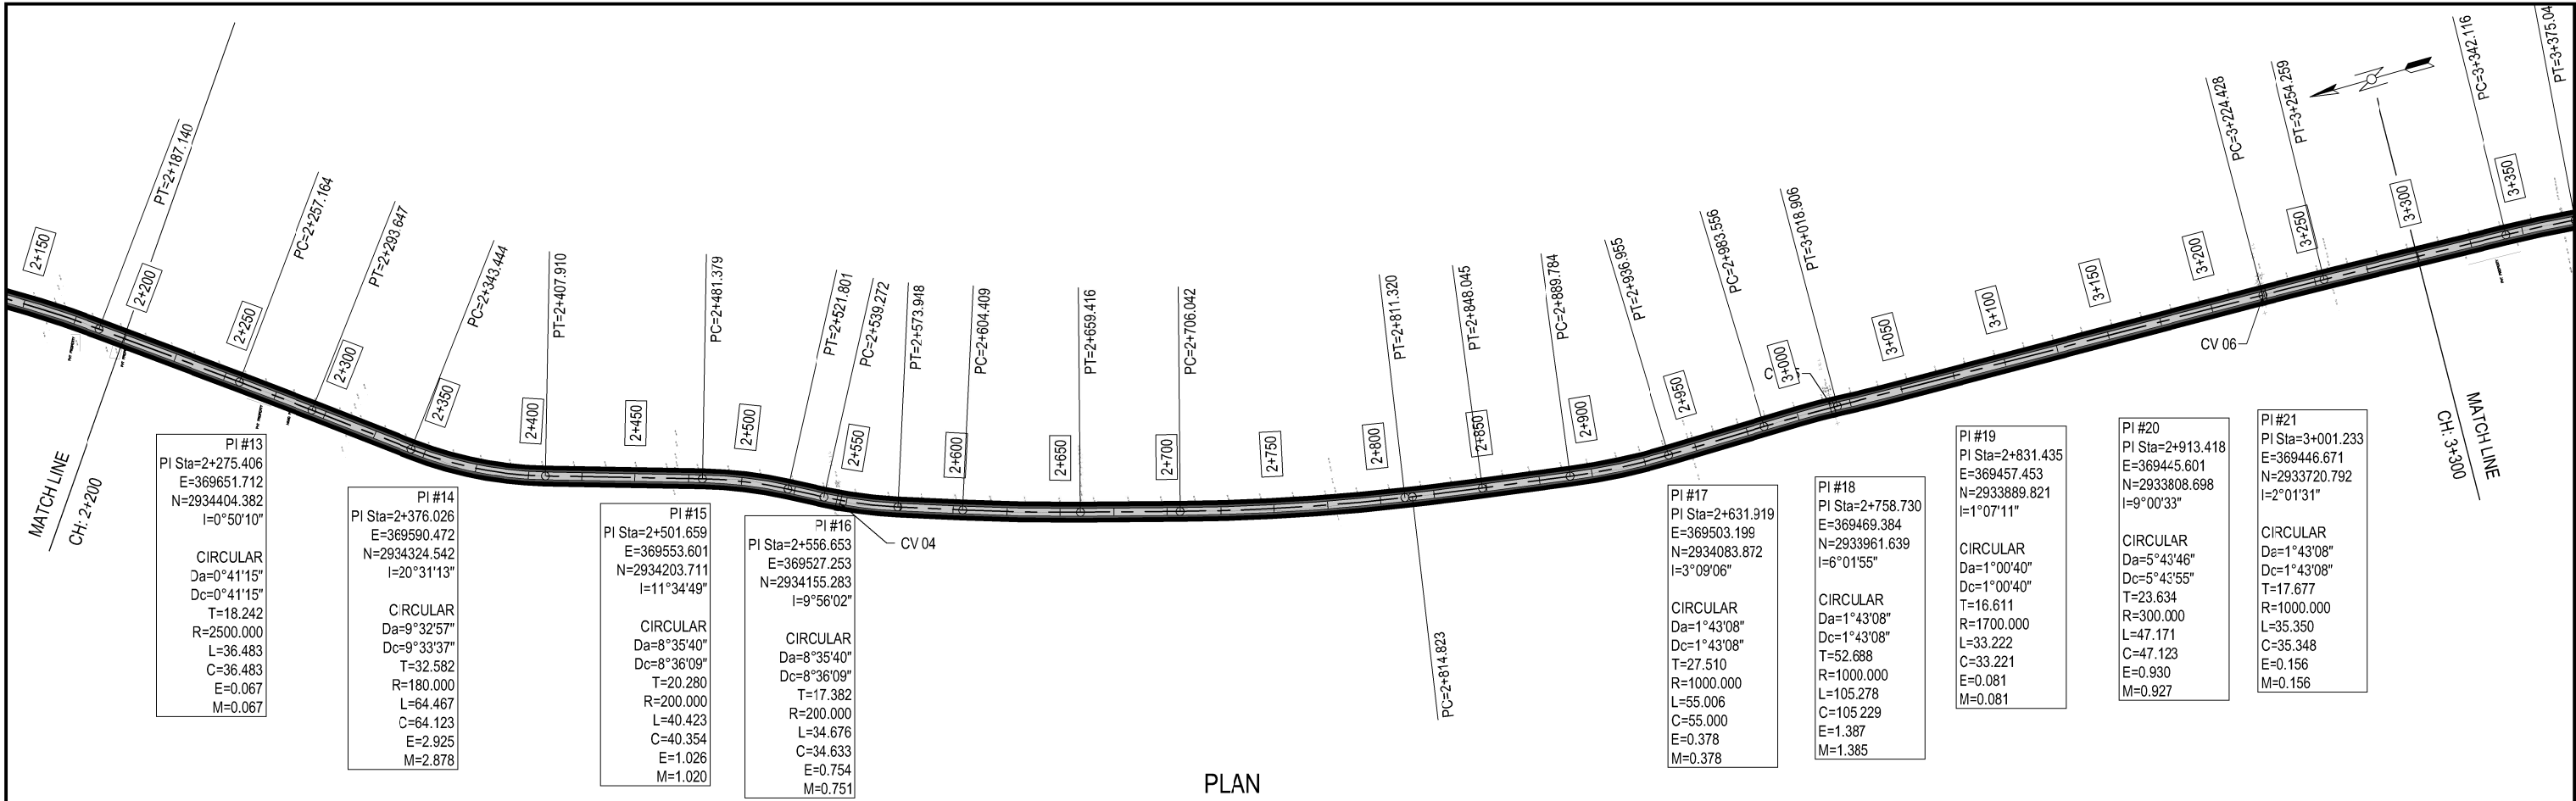 2+150
PT=2+187.140
2+200
2+250
PC=2+257.164
PT=2+293.647
2+300
PC=2+343.444
2+350
2+400
PT=2+407.910
2+450
PC=2+481.379
2+500
PT=2+521.801
PC=2+539.272
2+550
PT=2+573.948
2+600
PC=2+604.409
2+650
PT=2+659.416
2+700
PC=2+706.042
2+750
2+800
PT=2+811.320
PC=2+814.823
PT=2+848.045
2+850
PC=2+889.784
2+900
PT=2+936.955
2+950
PC=2+983.556
3+000
PT=3+018.906
3+050
3+100
3+150
3+200
PC=3+224.428
3+250
PT=3+254.259
3+300
PC=3+342.116
3+350
PT=3+375.04
MATCH LINE
CH: 2+200
CV 04
CV 06
MATCH LINE
CH: 3+300
PI #13
PI Sta=2+275.406
E=369651.712
N=2934404.382
I=0°50'10"
CIRCULAR
Da=0°41'15"
Dc=0°41'15"
T=18.242
R=2500.000
L=36.483
C=36.483
E=0.067
M=0.067
PI #14
PI Sta=2+376.026
E=369590.472
N=2934324.542
I=20°31'13"
CIRCULAR
Da=9°32'57"
Dc=9°33'37"
T=32.582
R=180.000
L=64.467
C=64.123
E=2.925
M=2.878
PI #15
PI Sta=2+501.659
E=369553.601
N=2934203.711
I=11°34'49"
CIRCULAR
Da=8°35'40"
Dc=8°36'09"
T=20.280
R=200.000
L=40.423
C=40.354
E=1.026
M=1.020
PI #16
PI Sta=2+556.653
E=369527.253
N=2934155.283
I=9°56'02"
CIRCULAR
Da=8°35'40"
Dc=8°36'09"
T=17.382
R=200.000
L=34.676
C=34.633
E=0.754
M=0.751
PI #17
PI Sta=2+631.919
E=369503.199
N=2934083.872
I=3°09'06"
CIRCULAR
Da=1°43'08"
Dc=1°43'08"
T=27.510
R=1000.000
L=55.006
C=55.000
E=0.378
M=0.378
PI #18
PI Sta=2+758.730
E=369469.384
N=2933961.639
I=6°01'55"
CIRCULAR
Da=1°43'08"
Dc=1°43'08"
T=52.688
R=1000.000
L=105.278
C=105.229
E=1.387
M=1.385
PI #19
PI Sta=2+831.435
E=369457.453
N=2933889.821
I=1°07'11"
CIRCULAR
Da=1°00'40"
Dc=1°00'40"
T=16.611
R=1700.000
L=33.222
C=33.221
E=0.081
M=0.081
PI #20
PI Sta=2+913.418
E=369445.601
N=2933808.698
I=9°00'33"
CIRCULAR
Da=5°43'46"
Dc=5°43'55"
T=23.634
R=300.000
L=47.171
C=47.123
E=0.930
M=0.927
PI #21
PI Sta=3+001.233
E=369446.671
N=2933720.792
I=2°01'31"
CIRCULAR
Da=1°43'08"
Dc=1°43'08"
T=17.677
R=1000.000
L=35.350
C=35.348
E=0.156
M=0.156
PLAN